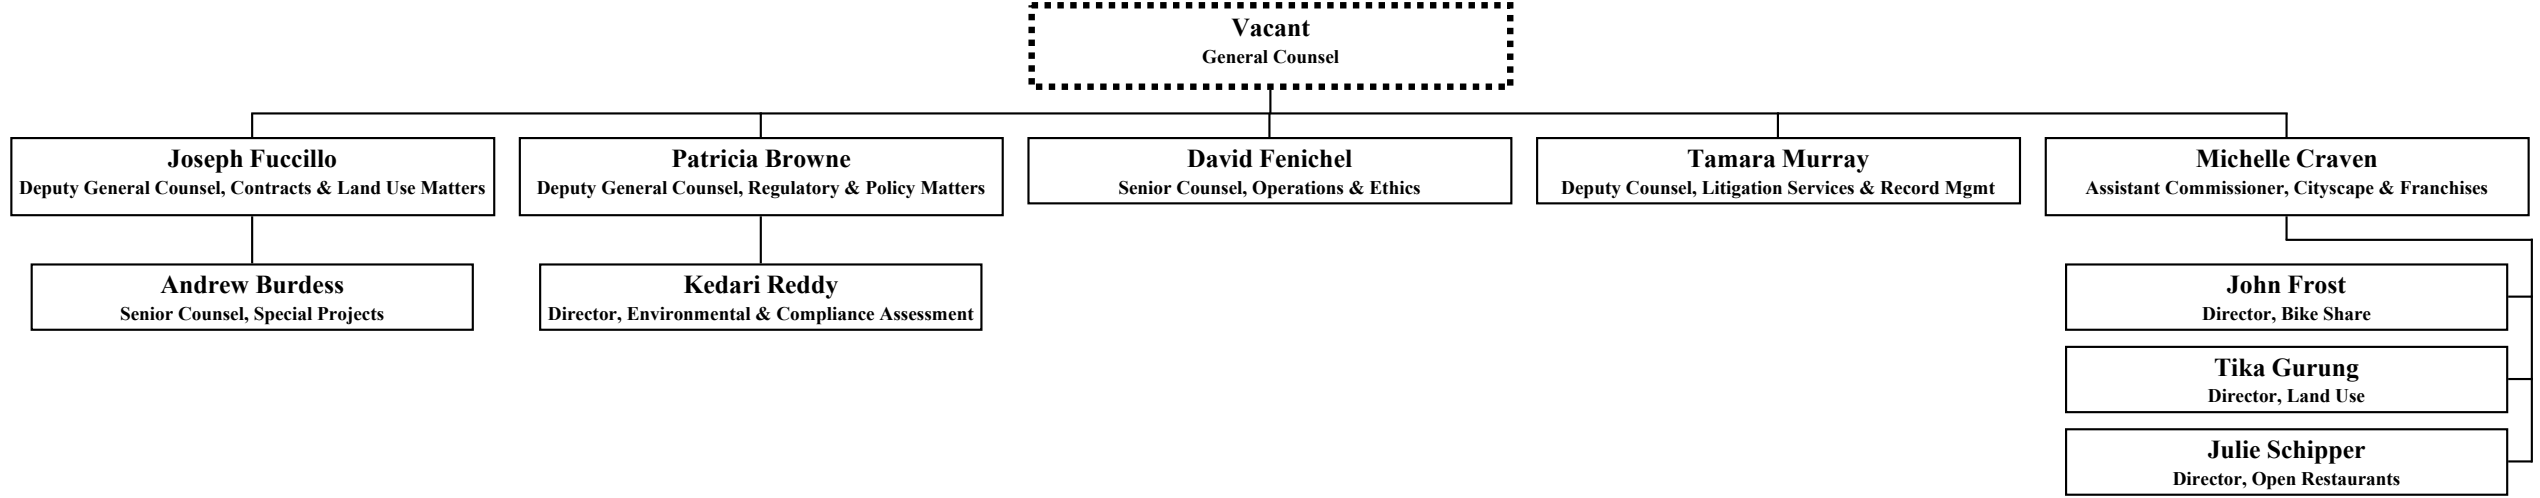 Vacant
General Counsel
Joseph Fuccillo
Deputy General Counsel, Contracts & Land Use Matters
Patricia Browne
Deputy General Counsel, Regulatory & Policy Matters
David Fenichel
Senior Counsel, Operations & Ethics
Tamara Murray
Deputy Counsel, Litigation Services & Record Mgmt
Michelle Craven
Assistant Commissioner, Cityscape & Franchises
Andrew Burdess
Senior Counsel, Special Projects
Kedari Reddy
Director, Environmental & Compliance Assessment
John Frost
Director, Bike Share
Tika Gurung
Director, Land Use
Julie Schipper
Director, Open Restaurants